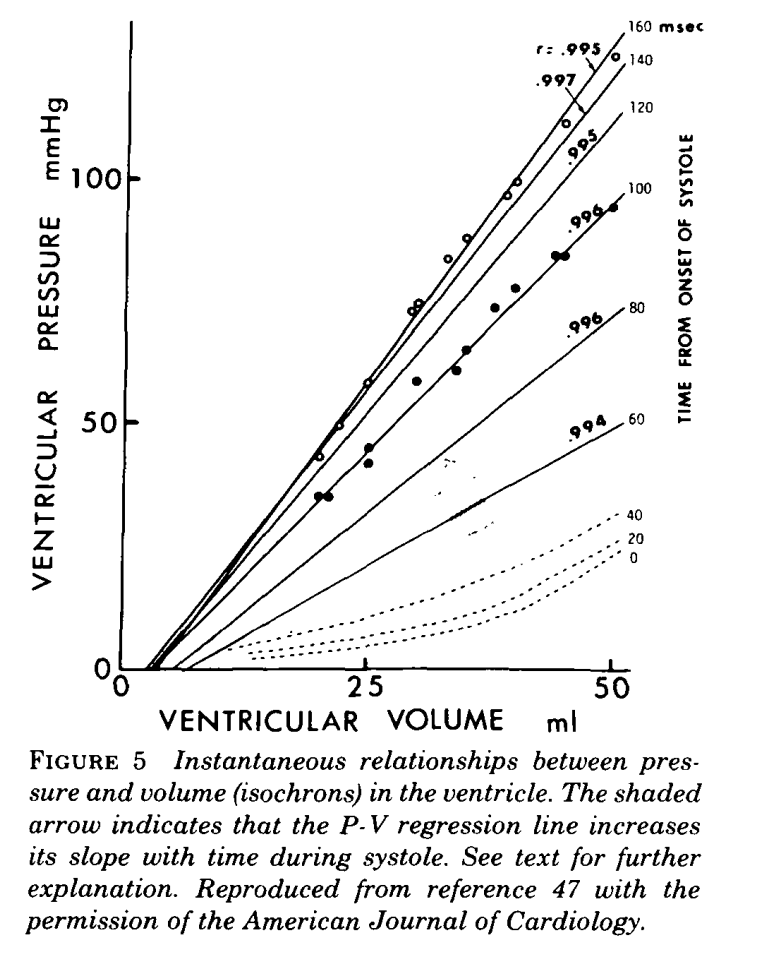 160 msec
r= .995
140
.997
120
.995
100
.996
80
.996
60
.994
40
20
0
VENTRICULAR PRESSURE mmHg
100
50
0
TIME FROM ONSET OF SYSTOLE
0 25 50
VENTRICULAR VOLUME ml
FIGURE 5 Instantaneous relationships between pres-
sure and volume (isochrons) in the ventricle. The shaded
arrow indicates that the P-V regression line increases
its slope with time during systole. See text for further
explanation. Reproduced from reference 47 with the
permission of the American Journal of Cardiology.